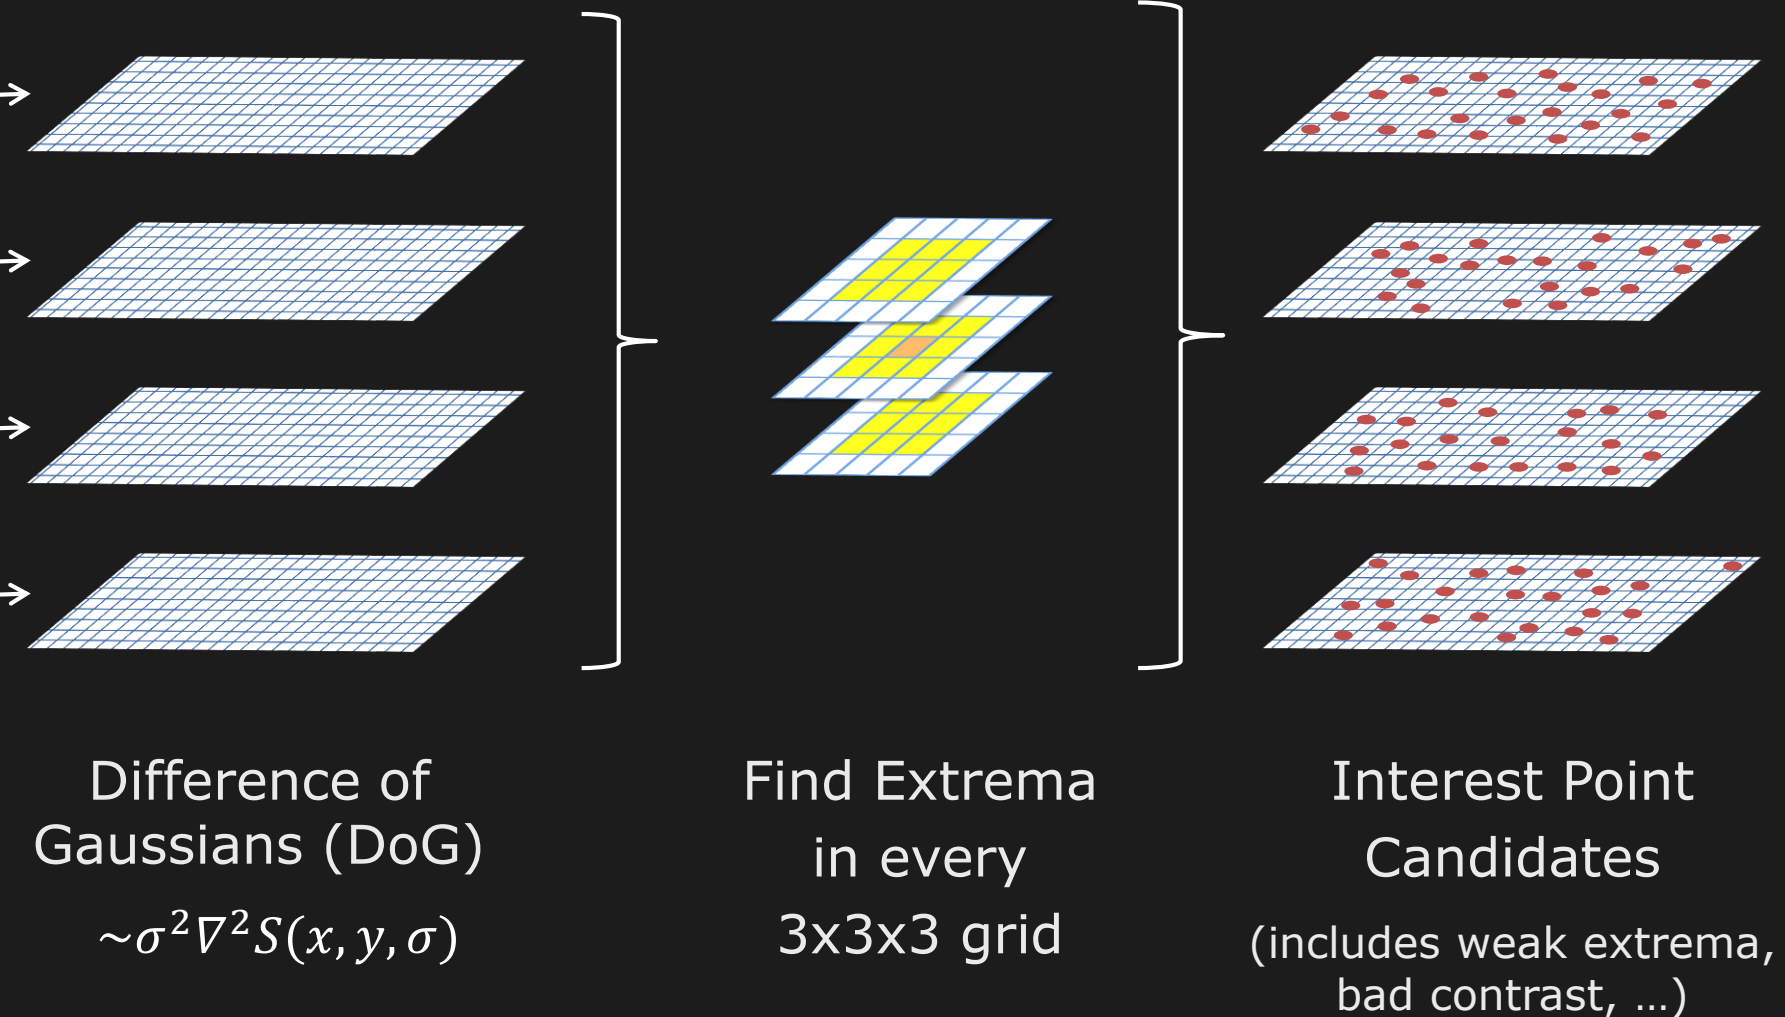 Difference of
Gaussians (DoG)
~σ²∇²S(x, y, σ)
Find Extrema
in every
3x3x3 grid
Interest Point
Candidates
(includes weak extrema,
bad contrast, ...)